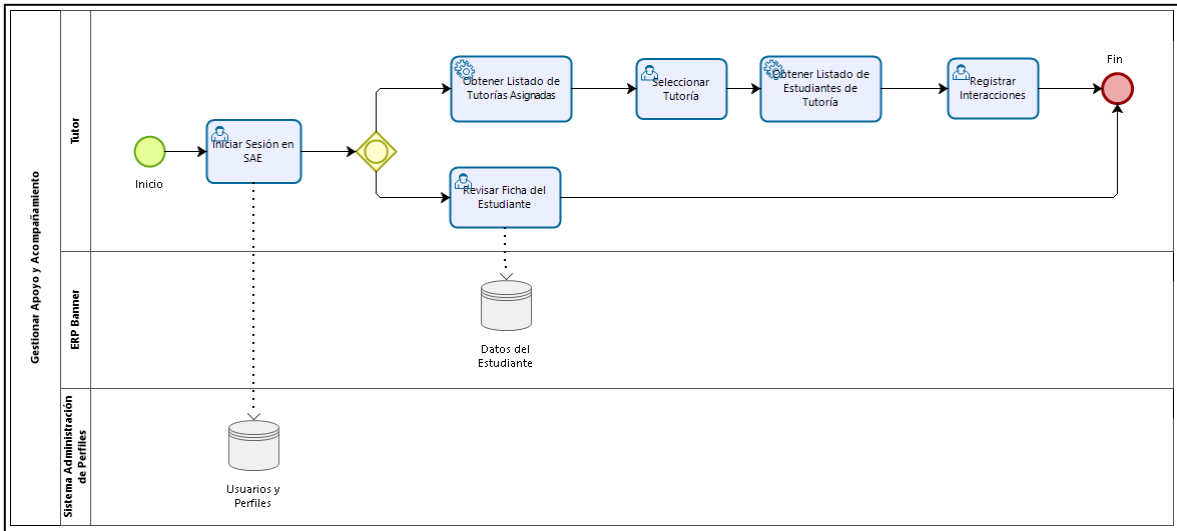 Gestionar Apoyo y Acompañamiento
Tutor
Inicio
Iniciar Sesión en
SAE
Obtener Listado de
Tutorías Asignadas
Seleccionar
Tutoría
Obtener Listado de
Estudiantes de
Tutoría
Registrar
Interacciones
Fin
Revisar Ficha del
Estudiante
ERP Banner
Datos del
Estudiante
Sistema Administración
de Perfiles
Usuarios y
Perfiles